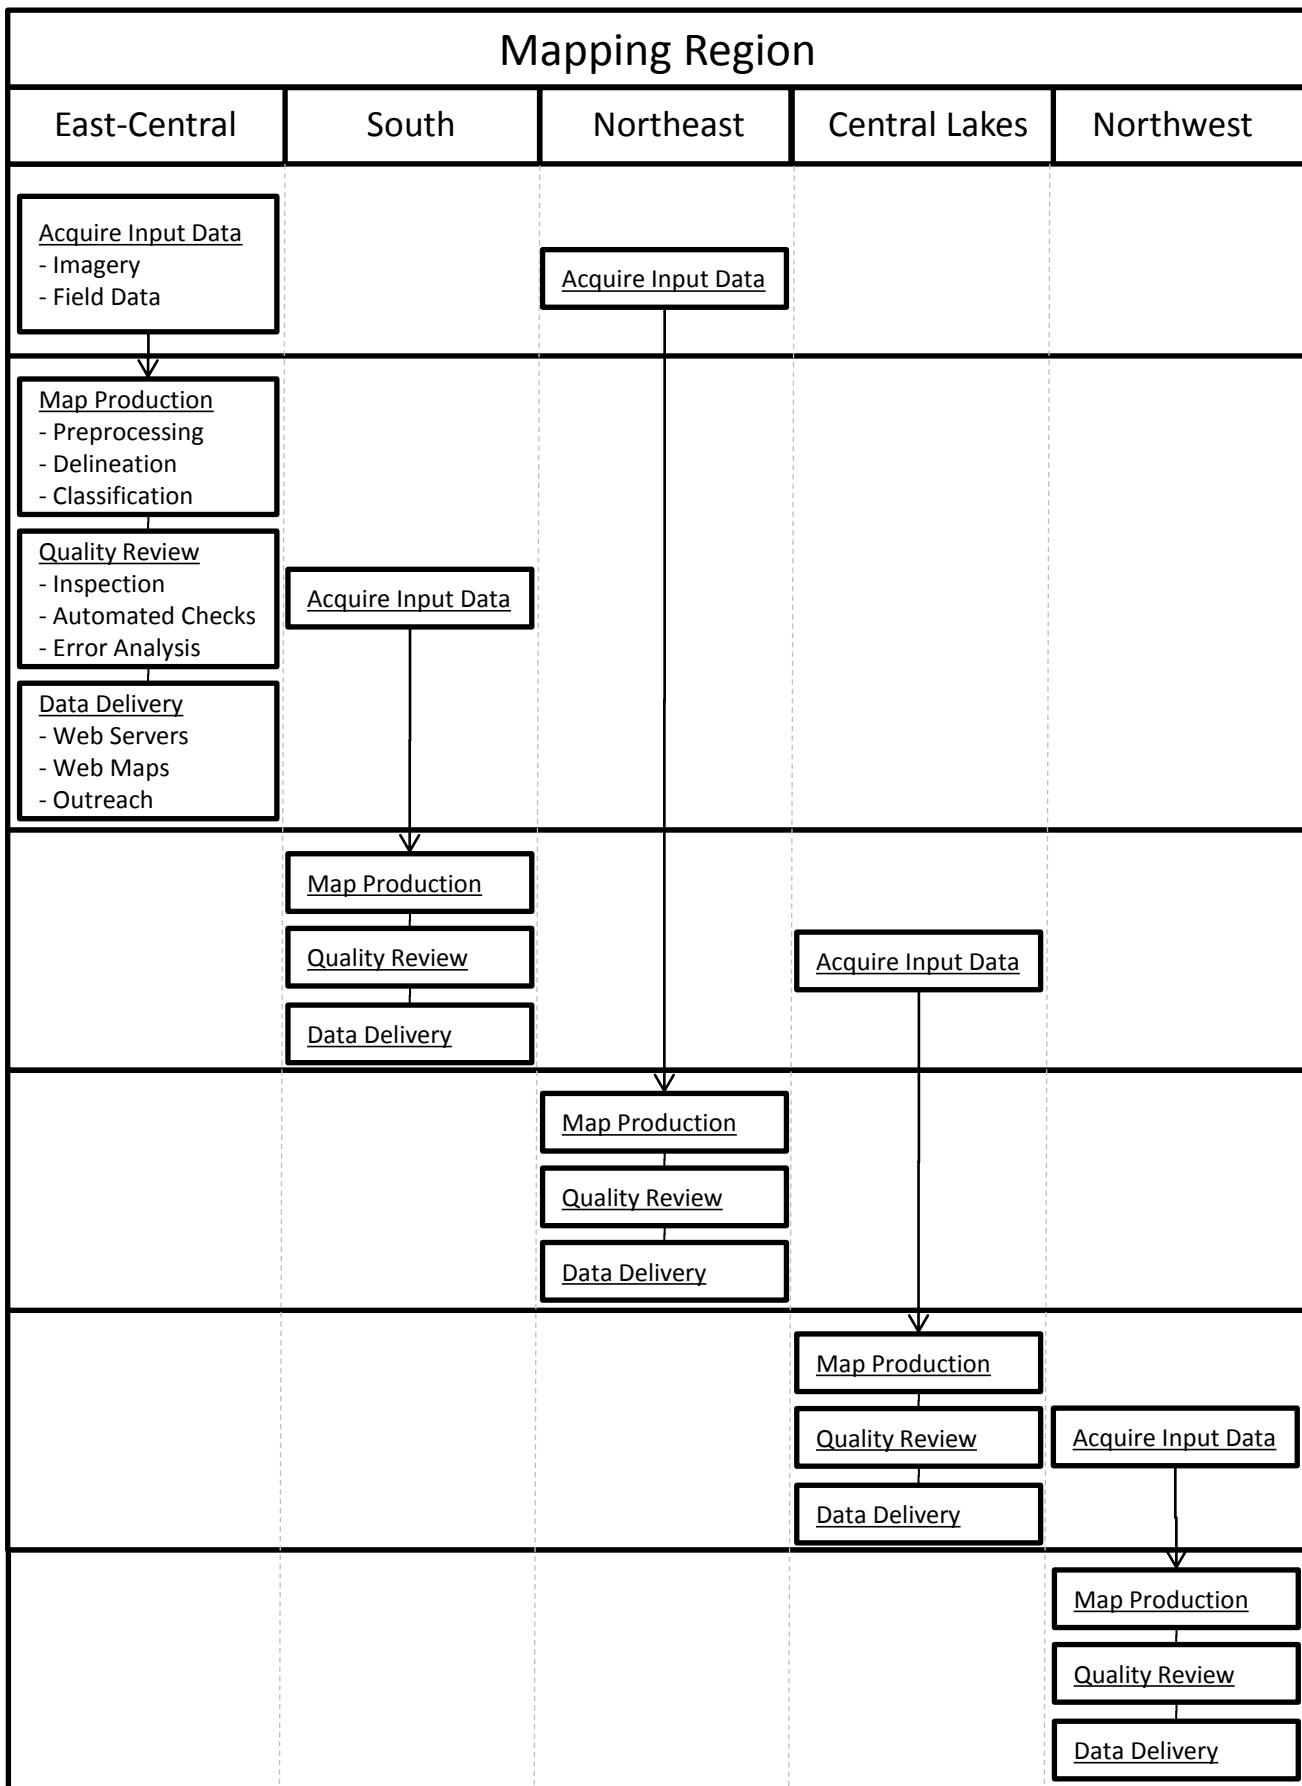 Mapping Region
East-Central
South
Northeast
Central Lakes
Northwest
Acquire Input Data
- Imagery
- Field Data
Acquire Input Data
Map Production
- Preprocessing
- Delineation
- Classification
Quality Review
- Inspection
- Automated Checks
- Error Analysis
Acquire Input Data
Data Delivery
- Web Servers
- Web Maps
- Outreach
Map Production
Quality Review
Data Delivery
Acquire Input Data
Map Production
Quality Review
Data Delivery
Map Production
Quality Review
Data Delivery
Acquire Input Data
Map Production
Quality Review
Data Delivery